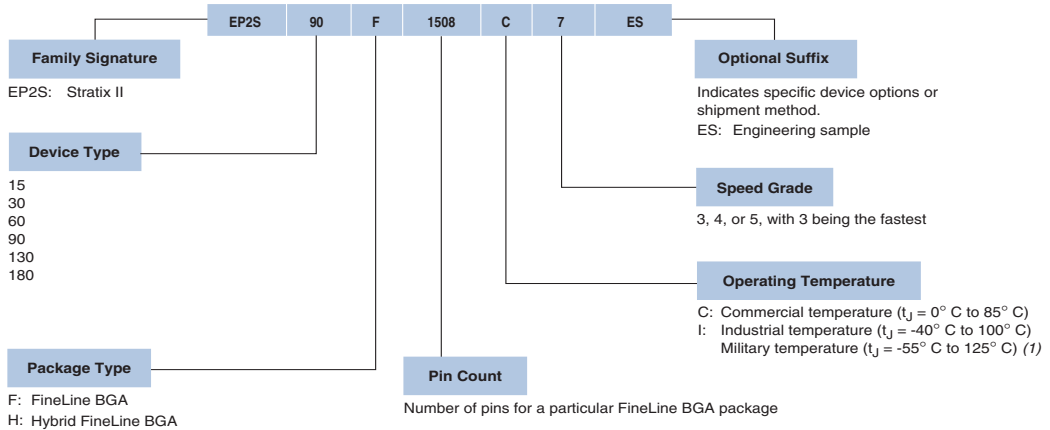 EP2S 90 F 1508 C 7 ES
Family Signature
EP2S: Stratix II
Optional Suffix
Indicates specific device options or
shipment method.
ES: Engineering sample
Device Type
15
30
60
90
130
180
Speed Grade
3, 4, or 5, with 3 being the fastest
Operating Temperature
C: Commercial temperature (tJ = 0° C to 85° C)
I: Industrial temperature (tJ = -40° C to 100° C)
Military temperature (tJ = -55° C to 125° C) (1)
Package Type
F: FineLine BGA
H: Hybrid FineLine BGA
Pin Count
Number of pins for a particular FineLine BGA package